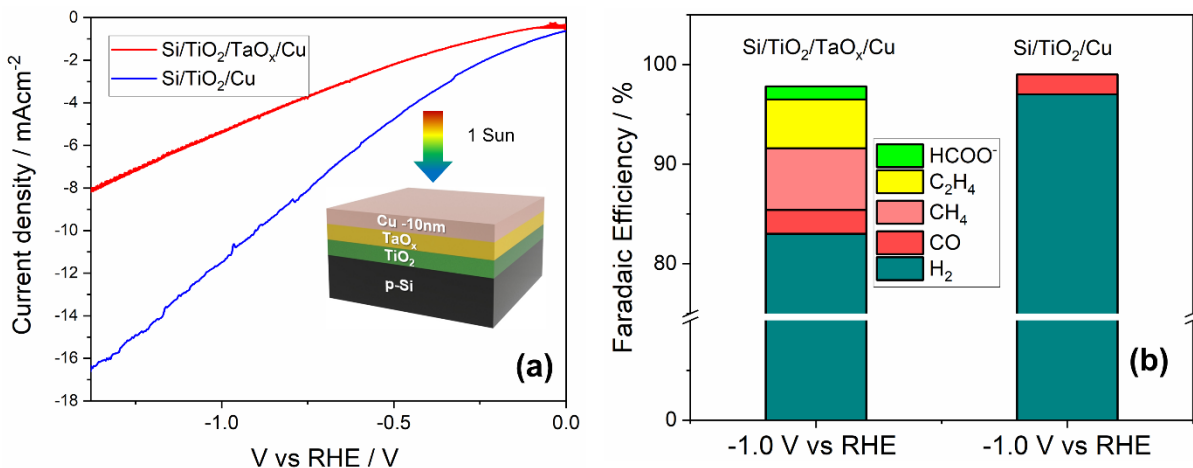 Si/TiO₂/TaOₓ/Cu
Si/TiO₂/Cu
1 Sun
Cu -10nm
TaOₓ
TiO₂
p-Si
(a)
Current density / mAcm⁻²
0
-2
-4
-6
-8
-10
-12
-14
-16
-18
-1.0
-0.5
0.0
V vs RHE / V
Si/TiO₂/TaOₓ/Cu
Si/TiO₂/Cu
HCOO⁻
C₂H₄
CH₄
CO
H₂
(b)
Faradaic Efficiency / %
100
90
80
0
-1.0 V vs RHE
-1.0 V vs RHE